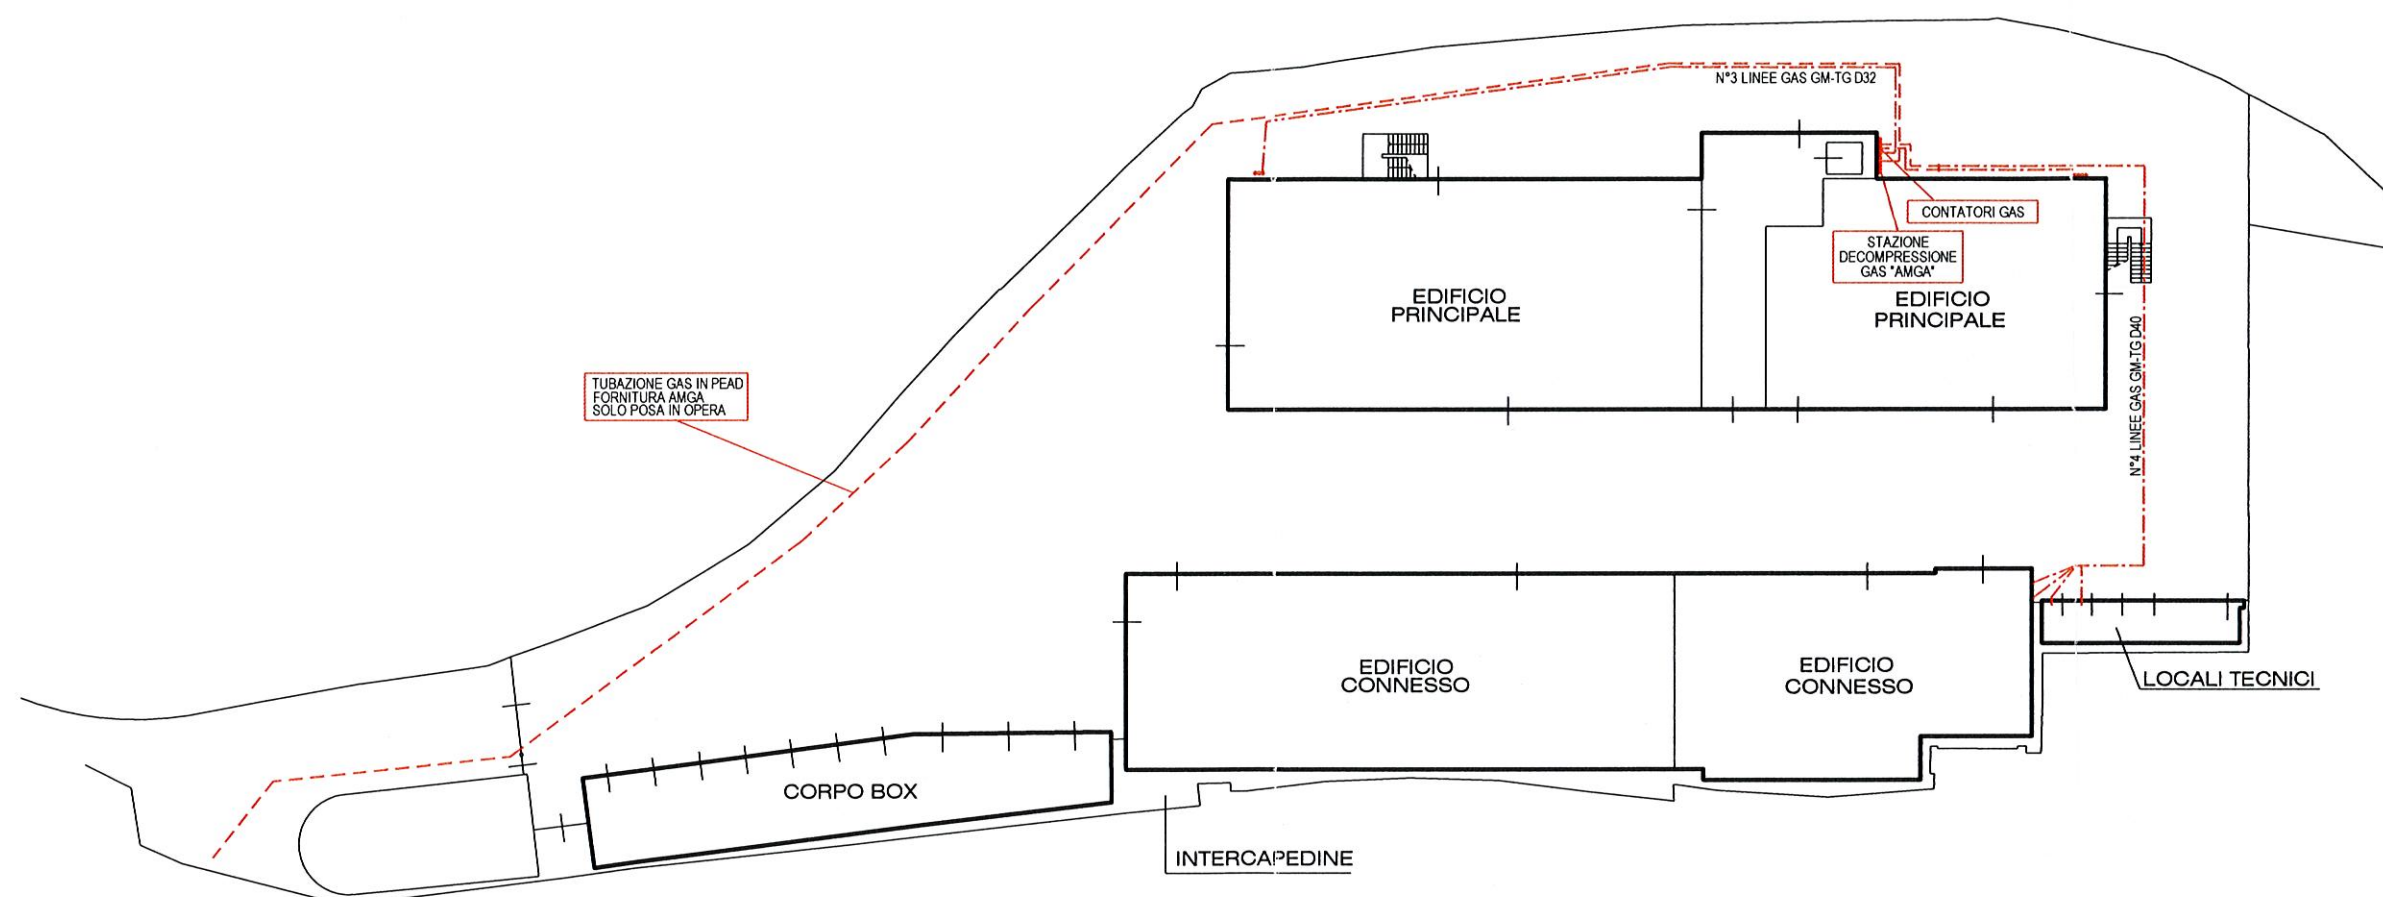 N°3 LINEE GAS GM-TG D32
CONTATORI GAS
STAZIONE
DECOMPRESSIONE
GAS "AMGA"
EDIFICIO
PRINCIPALE
EDIFICIO
PRINCIPALE
N°4 LINEE GAS GM-TG D40
TUBAZIONE GAS IN PEAD
FORNITURA AMGA
SOLO POSA IN OPERA
EDIFICIO
CONNESSO
EDIFICIO
CONNESSO
LOCALI TECNICI
CORPO BOX
INTERCAPEDINE